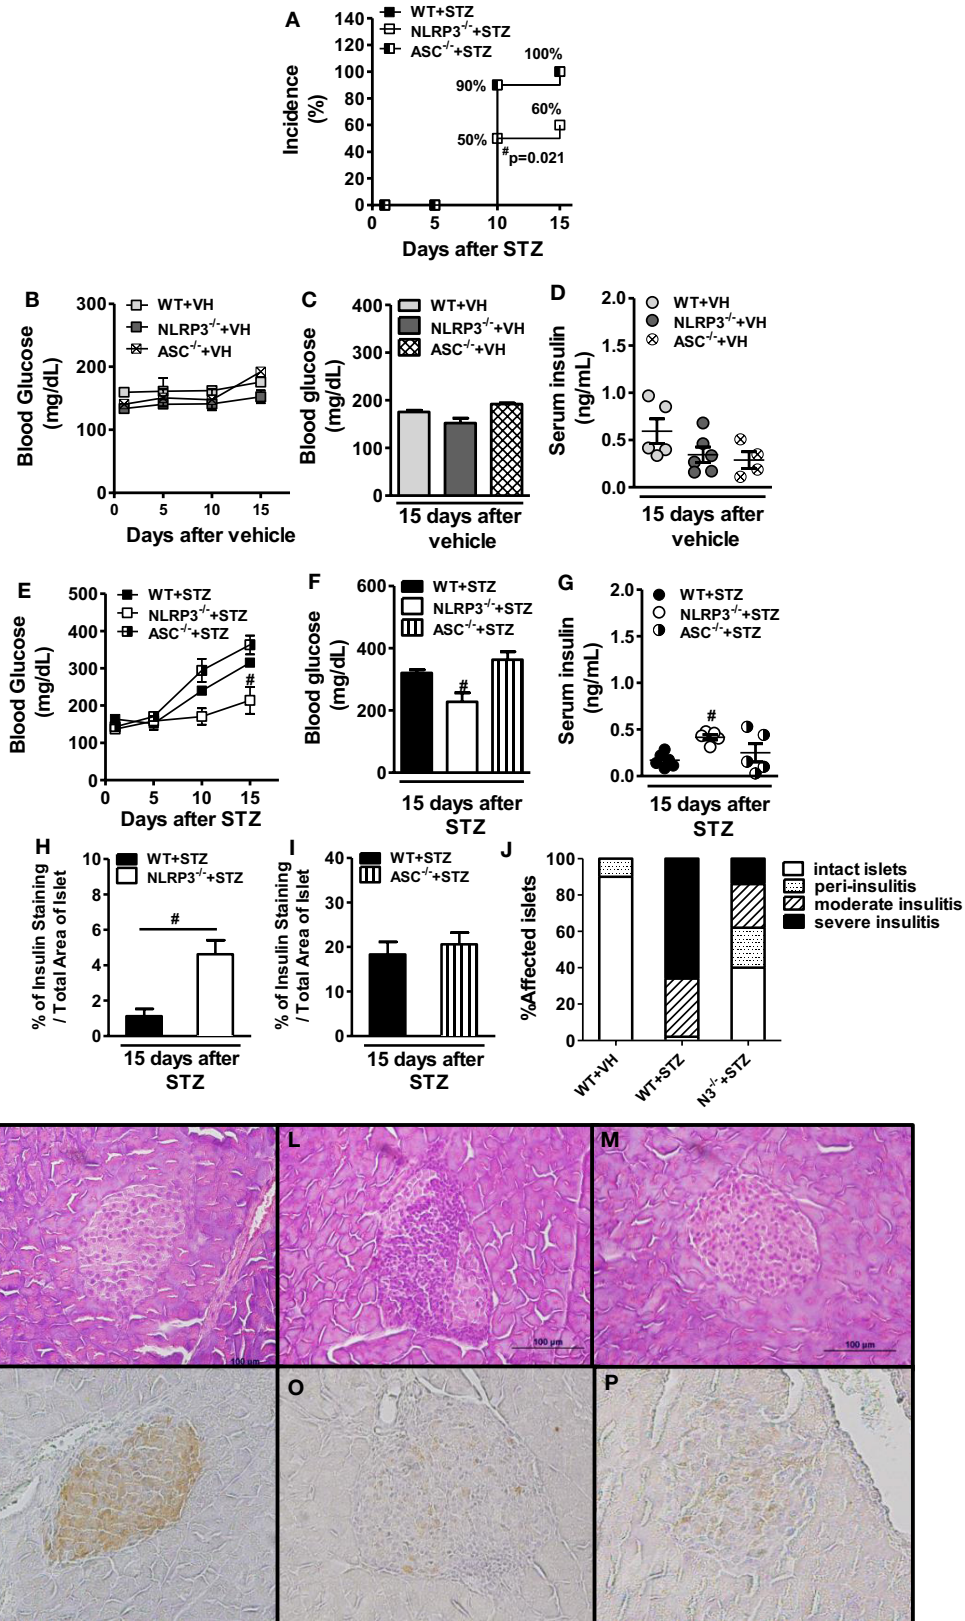 A
WT+STZ
NLRP3-/-+STZ
ASC-/-+STZ
140
120
100
80
60
40
20
0
Incidence
(%)
100%
90%
60%
50%
#p=0.021
0 5 10 15
Days after STZ
B
WT+VH
NLRP3-/-+VH
ASC-/-+VH
300
200
100
0
Blood Glucose
(mg/dL)
0 5 10 15
Days after vehicle
C
WT+VH
NLRP3-/-+VH
ASC-/-+VH
400
300
200
100
0
Blood glucose
(mg/dL)
15 days after
vehicle
D
WT+VH
NLRP3-/-+VH
ASC-/-+VH
2.0
1.5
1.0
0.5
0.0
Serum insulin
(ng/mL)
15 days after
vehicle
E
WT+STZ
NLRP3-/-+STZ
ASC-/-+STZ
500
400
300
200
100
0
Blood Glucose
(mg/dL)
#
0 5 10 15
Days after STZ
F
WT+STZ
NLRP3-/-+STZ
ASC-/-+STZ
600
400
200
0
Blood glucose
(mg/dL)
#
15 days after
STZ
G
WT+STZ
NLRP3-/-+STZ
ASC-/-+STZ
2.0
1.5
1.0
0.5
0.0
Serum insulin
(ng/mL)
#
15 days after
STZ
H
WT+STZ
NLRP3-/-+STZ
10
8
6
4
2
0
% of Insulin Staining
/ Total Area of Islet
#
15 days after
STZ
I
WT+STZ
ASC-/-+STZ
40
30
20
10
0
% of Insulin Staining
/ Total Area of Islet
15 days after
STZ
J
100
80
60
40
20
0
%Affected islets
WT+VH
WT+STZ
N3-/-+STZ
intact islets
peri-insulitis
moderate insulitis
severe insulitis
100 µm
L
100 µm
M
100 µm
O
P